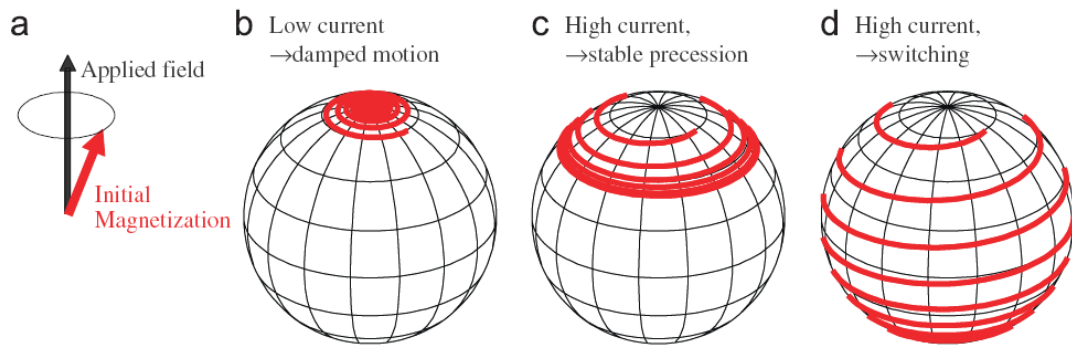 a
Applied field
Initial
Magnetization
b
Low current
→damped motion
c
High current,
→stable precession
d
High current,
→switching